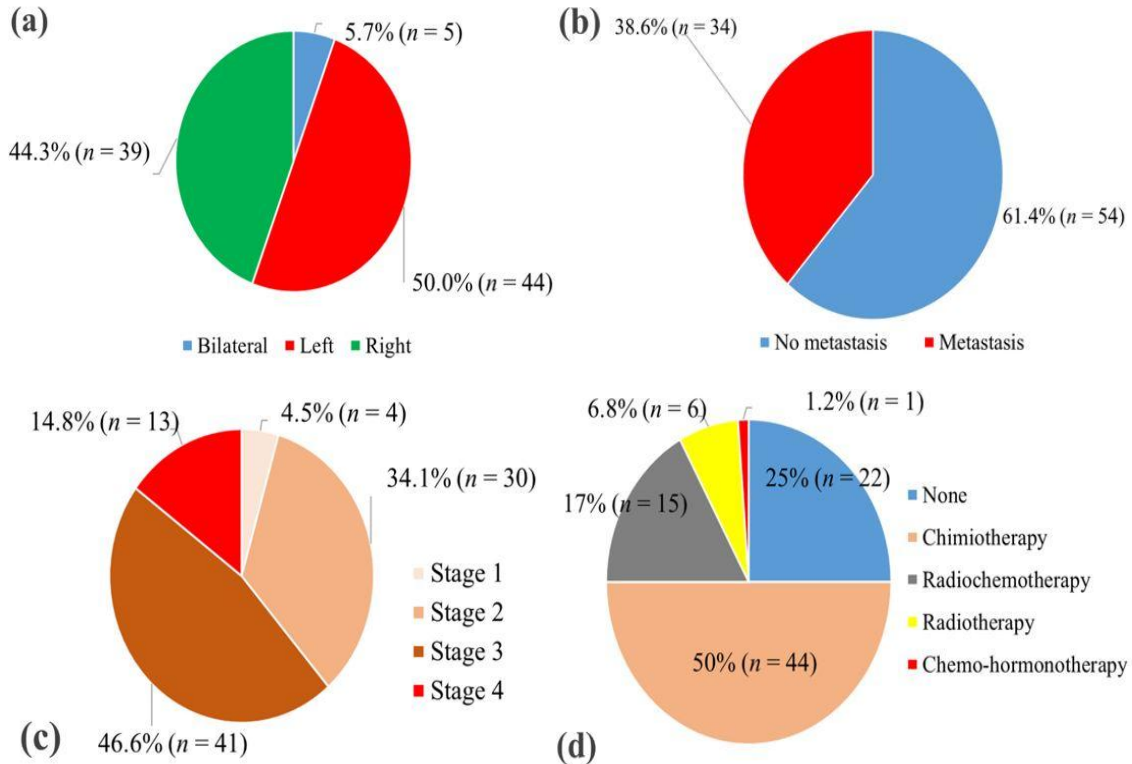 (a)
5.7% (n = 5)
44.3% (n = 39)
50.0% (n = 44)
Bilateral Left Right
(b)
38.6% (n = 34)
61.4% (n = 54)
No metastasis Metastasis
14.8% (n = 13)
4.5% (n = 4)
34.1% (n = 30)
Stage 1
Stage 2
Stage 3
Stage 4
46.6% (n = 41)
(c)
6.8% (n = 6)
1.2% (n = 1)
25% (n = 22)
17% (n = 15)
50% (n = 44)
None
Chimiotherapy
Radiochemotherapy
Radiotherapy
Chemo-hormonotherapy
(d)